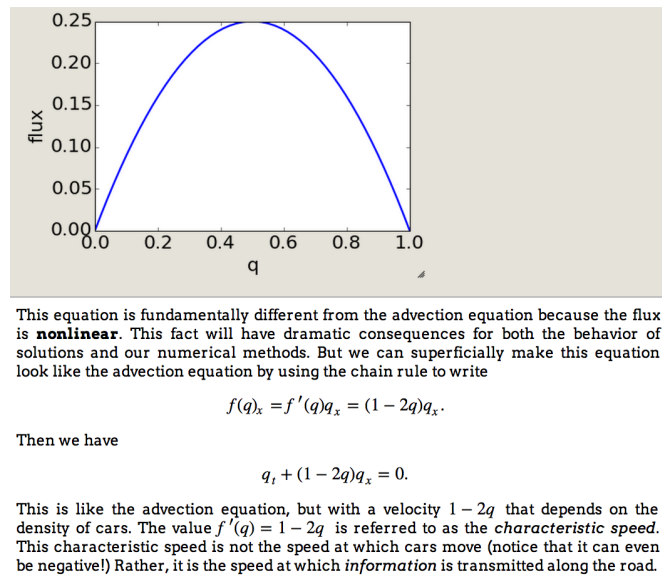 0.25
0.20
0.15
0.10
0.05
0.00
flux
0.0 0.2 0.4 0.6 0.8 1.0
q
This equation is fundamentally different from the advection equation because the flux
is nonlinear. This fact will have dramatic consequences for both the behavior of
solutions and our numerical methods. But we can superficially make this equation
look like the advection equation by using the chain rule to write
f(q)ₓ = f ′(q)qₓ = (1 − 2q)qₓ.
Then we have
qₜ + (1 − 2q)qₓ = 0.
This is like the advection equation, but with a velocity 1 − 2q that depends on the
density of cars. The value f ′(q) = 1 − 2q is referred to as the characteristic speed.
This characteristic speed is not the speed at which cars move (notice that it can even
be negative!) Rather, it is the speed at which information is transmitted along the road.